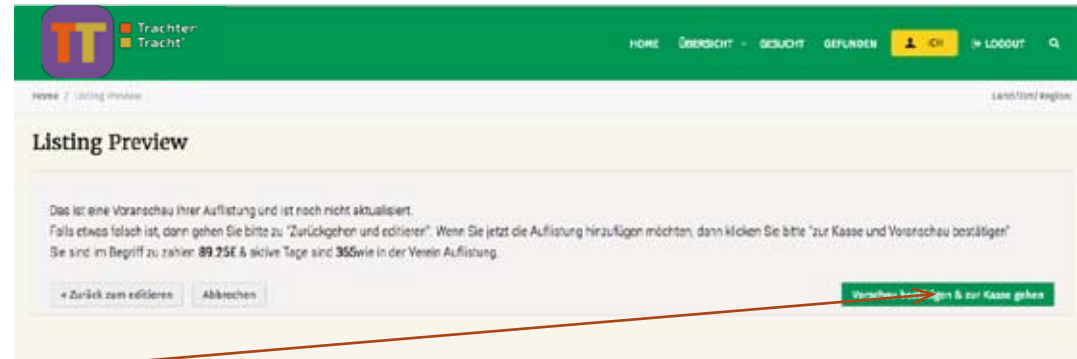 TT
Trachten
Tracht'
HOME ÜBERSICHT GESUCHT GEFUNDEN ICH LOGOUT
Home / Listing Preview
Land/Ort/Region:
Listing Preview
Das ist eine Voranschau Ihrer Auflistung und ist noch nicht aktualisiert.
Falls etwas falsch ist, dann gehen Sie bitte zu "Zurückgehen und editieren". Wenn Sie jetzt die Auflistung hinzufügen möchten, dann klicken Sie bitte "zur Kasse und Voranschau bestätigen"
Sie sind im Begriff zu zahlen 89.25£ & aktive Tage sind 365wie in der Verein Auflistung.
« Zurück zum editieren Abbrechen
& zur Kasse gehen